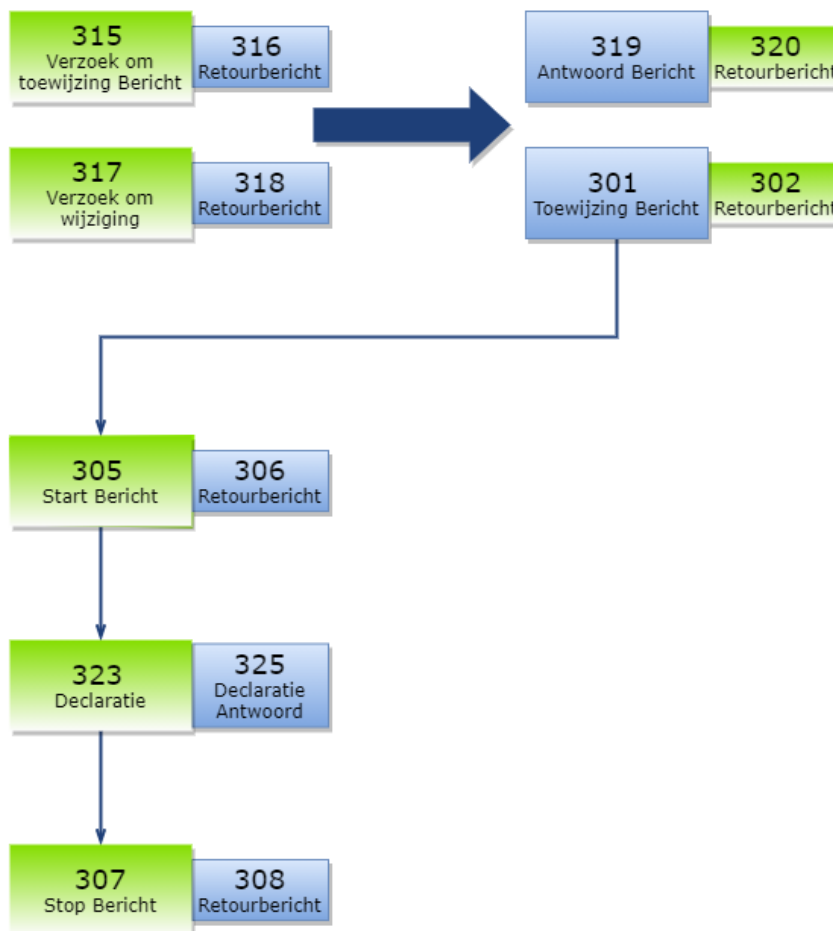 315
Verzoek om
toewijzing Bericht
316
Retourbericht
319
Antwoord Bericht
320
Retourbericht
317
Verzoek om
wijziging
318
Retourbericht
301
Toewijzing Bericht
302
Retourbericht
305
Start Bericht
306
Retourbericht
323
Declaratie
325
Declaratie
Antwoord
307
Stop Bericht
308
Retourbericht